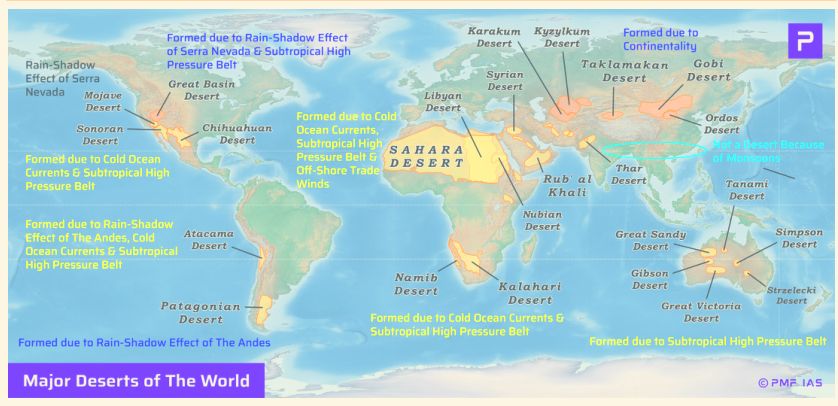 Formed due to Rain-Shadow Effect
of Serra Nevada & Subtropical High
Pressure Belt
Rain-Shadow
Effect of Serra
Nevada
Great Basin
Desert
Mojave
Desert
Sonoran
Desert
Chihuahuan
Desert
Formed due to Cold Ocean
Currents & Subtropical High
Pressure Belt
Formed due to Rain-Shadow
Effect of The Andes, Cold
Ocean Currents & Subtropical
High Pressure Belt
Atacama
Desert
Patagonian
Desert
Formed due to Rain-Shadow Effect of The Andes
Formed due to Cold
Ocean Currents,
Subtropical High
Pressure Belt &
Off-Shore Trade
Winds
SAHARA
DESERT
Libyan
Desert
Syrian
Desert
Karakum
Desert
Kyzylkum
Desert
Formed due to
Continentality
Taklamakan
Desert
Gobi
Desert
Ordos
Desert
Not a Desert Because
of Monsoons
Thar
Desert
Rub' al
Khali
Nubian
Desert
Namib
Desert
Kalahari
Desert
Formed due to Cold Ocean Currents &
Subtropical High Pressure Belt
Tanami
Desert
Great Sandy
Desert
Simpson
Desert
Gibson
Desert
Strzelecki
Desert
Great Victoria
Desert
Formed due to Subtropical High Pressure Belt
Major Deserts of The World
P
© PMF IAS